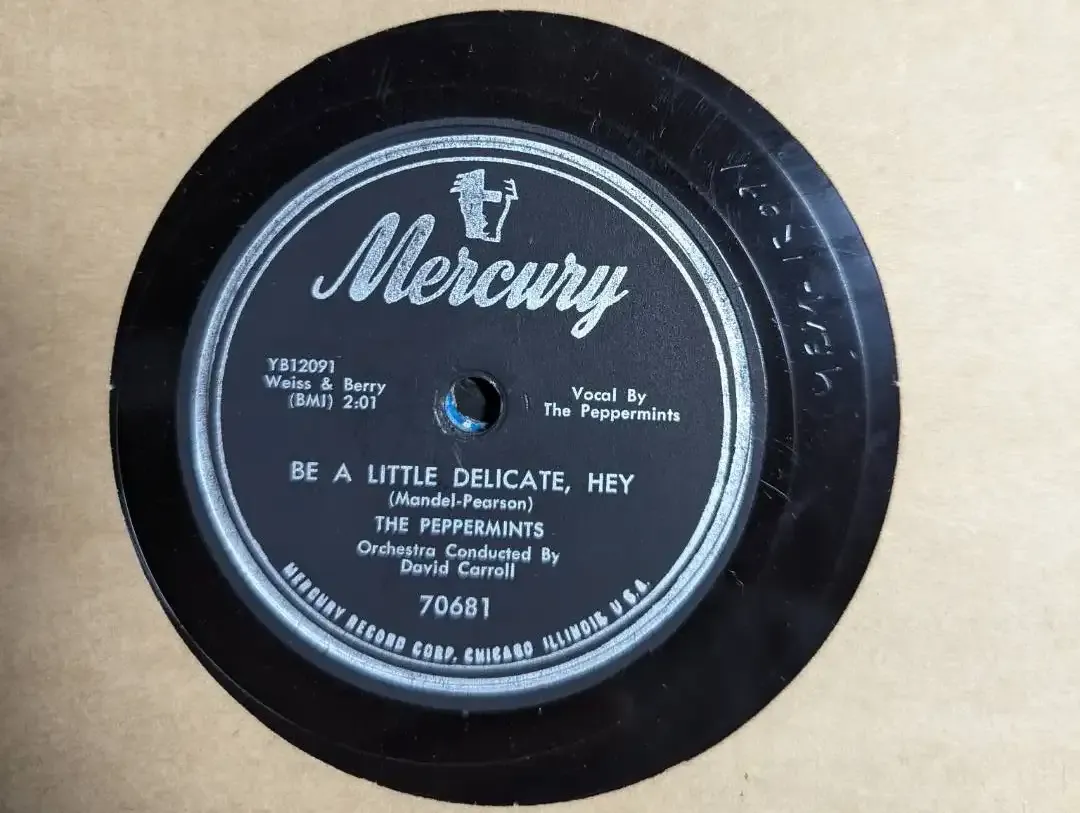 Mercury
YB12091
Weiss & Berry
(BMI) 2:01
Vocal By
The Peppermints
BE A LITTLE DELICATE, HEY
(Mandel-Pearson)
THE PEPPERMINTS
Orchestra Conducted By
David Carroll
70681
MERCURY RECORD CORP. CHICAGO ILLINOIS U.S.A.